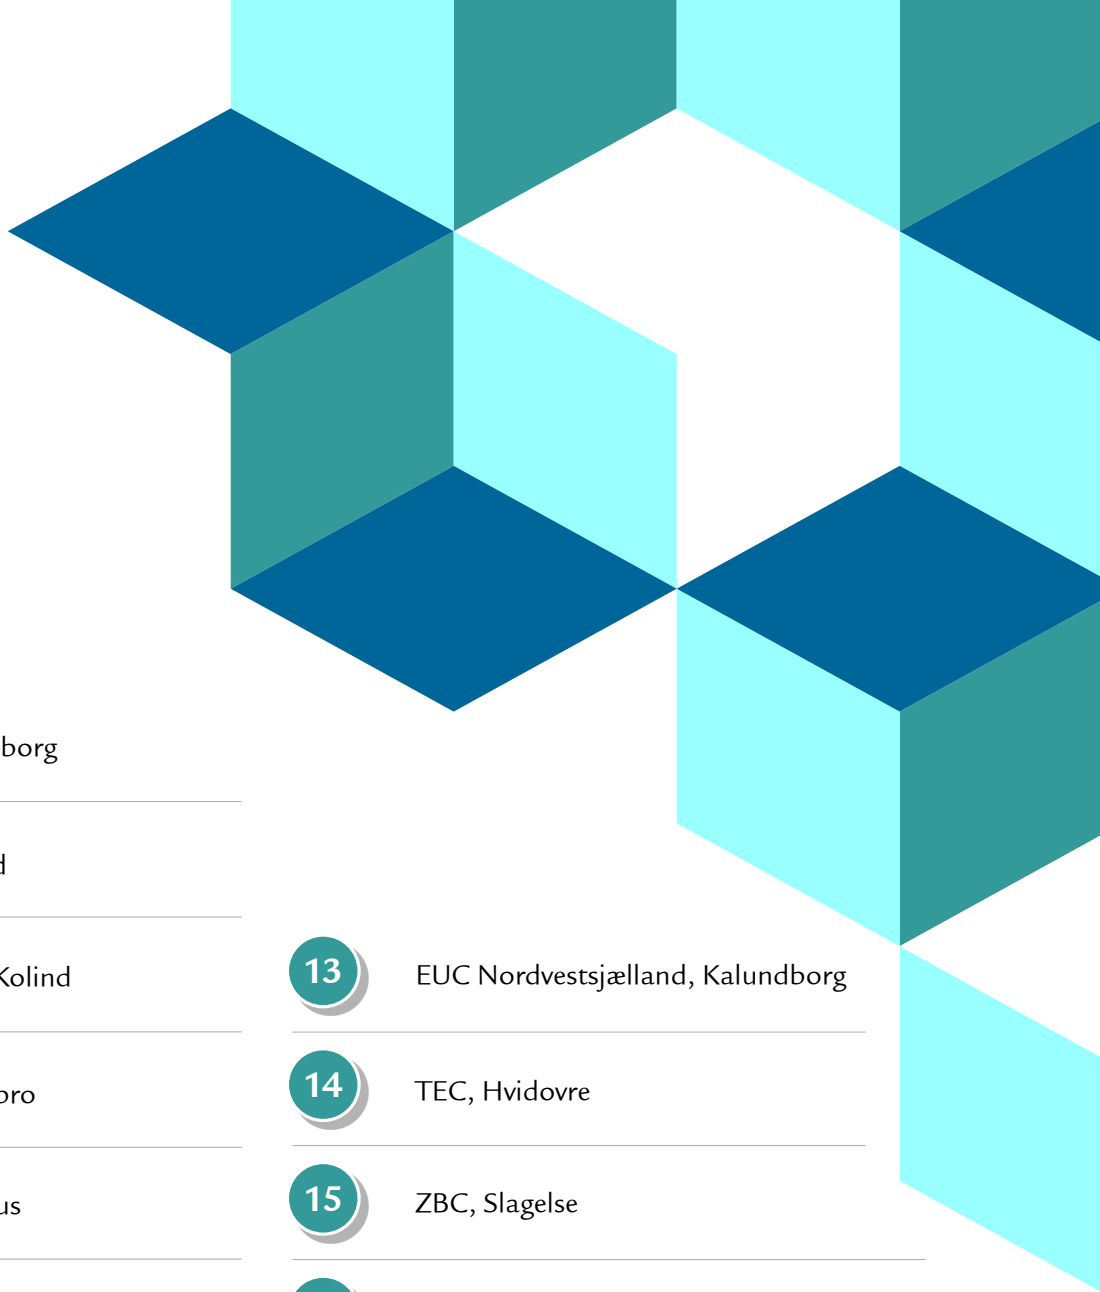 borg
Kolind
13 EUC Nordvestsjælland, Kalundborg
14 TEC, Hvidovre
15 ZBC, Slagelse